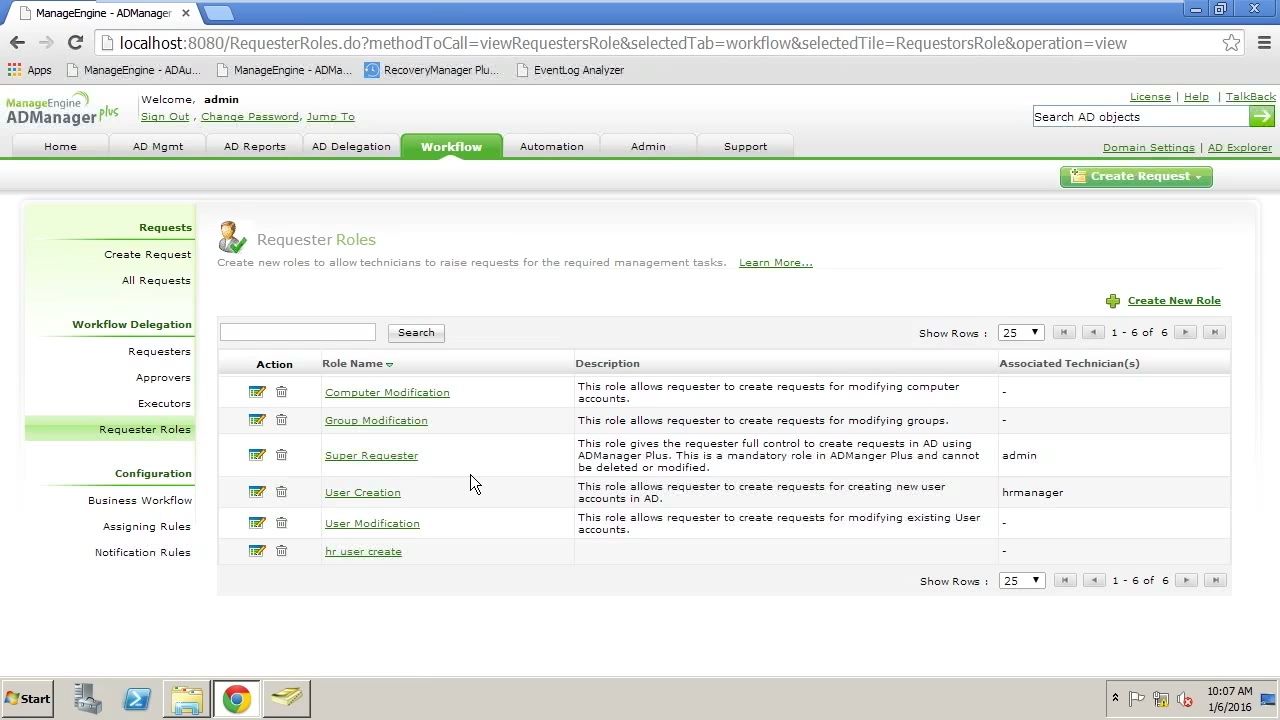 ManageEngine - ADManager
localhost:8080/RequesterRoles.do?methodToCall=viewRequestersRole&selectedTab=workflow&selectedTile=RequestorsRole&operation=view
Apps ManageEngine - ADAu... ManageEngine - ADMa... RecoveryManager Plu... EventLog Analyzer
ManageEngine
ADManager plus
Welcome, admin
Sign Out , Change Password, Jump To
License | Help | TalkBack
Search AD objects
Home AD Mgmt AD Reports AD Delegation Workflow Automation Admin Support
Domain Settings | AD Explorer
Create Request
Requests
Create Request
All Requests
Workflow Delegation
Requesters
Approvers
Executors
Requester Roles
Configuration
Business Workflow
Assigning Rules
Notification Rules
Requester Roles
Create new roles to allow technicians to raise requests for the required management tasks. Learn More...
Create New Role
Search
Show Rows : 25 1 - 6 of 6
Action Role Name Description Associated Technician(s)
Computer Modification This role allows requester to create requests for modifying computer
accounts. -
Group Modification This role allows requester to create requests for modifying groups. -
This role gives the requester full control to create requests in AD using
Super Requester ADManager Plus. This is a mandatory role in ADManger Plus and cannot admin
be deleted or modified.
User Creation This role allows requester to create requests for creating new user
accounts in AD. hrmanager
User Modification This role allows requester to create requests for modifying existing User
accounts. -
hr user create -
Show Rows : 25 1 - 6 of 6
Start
10:07 AM
1/6/2016